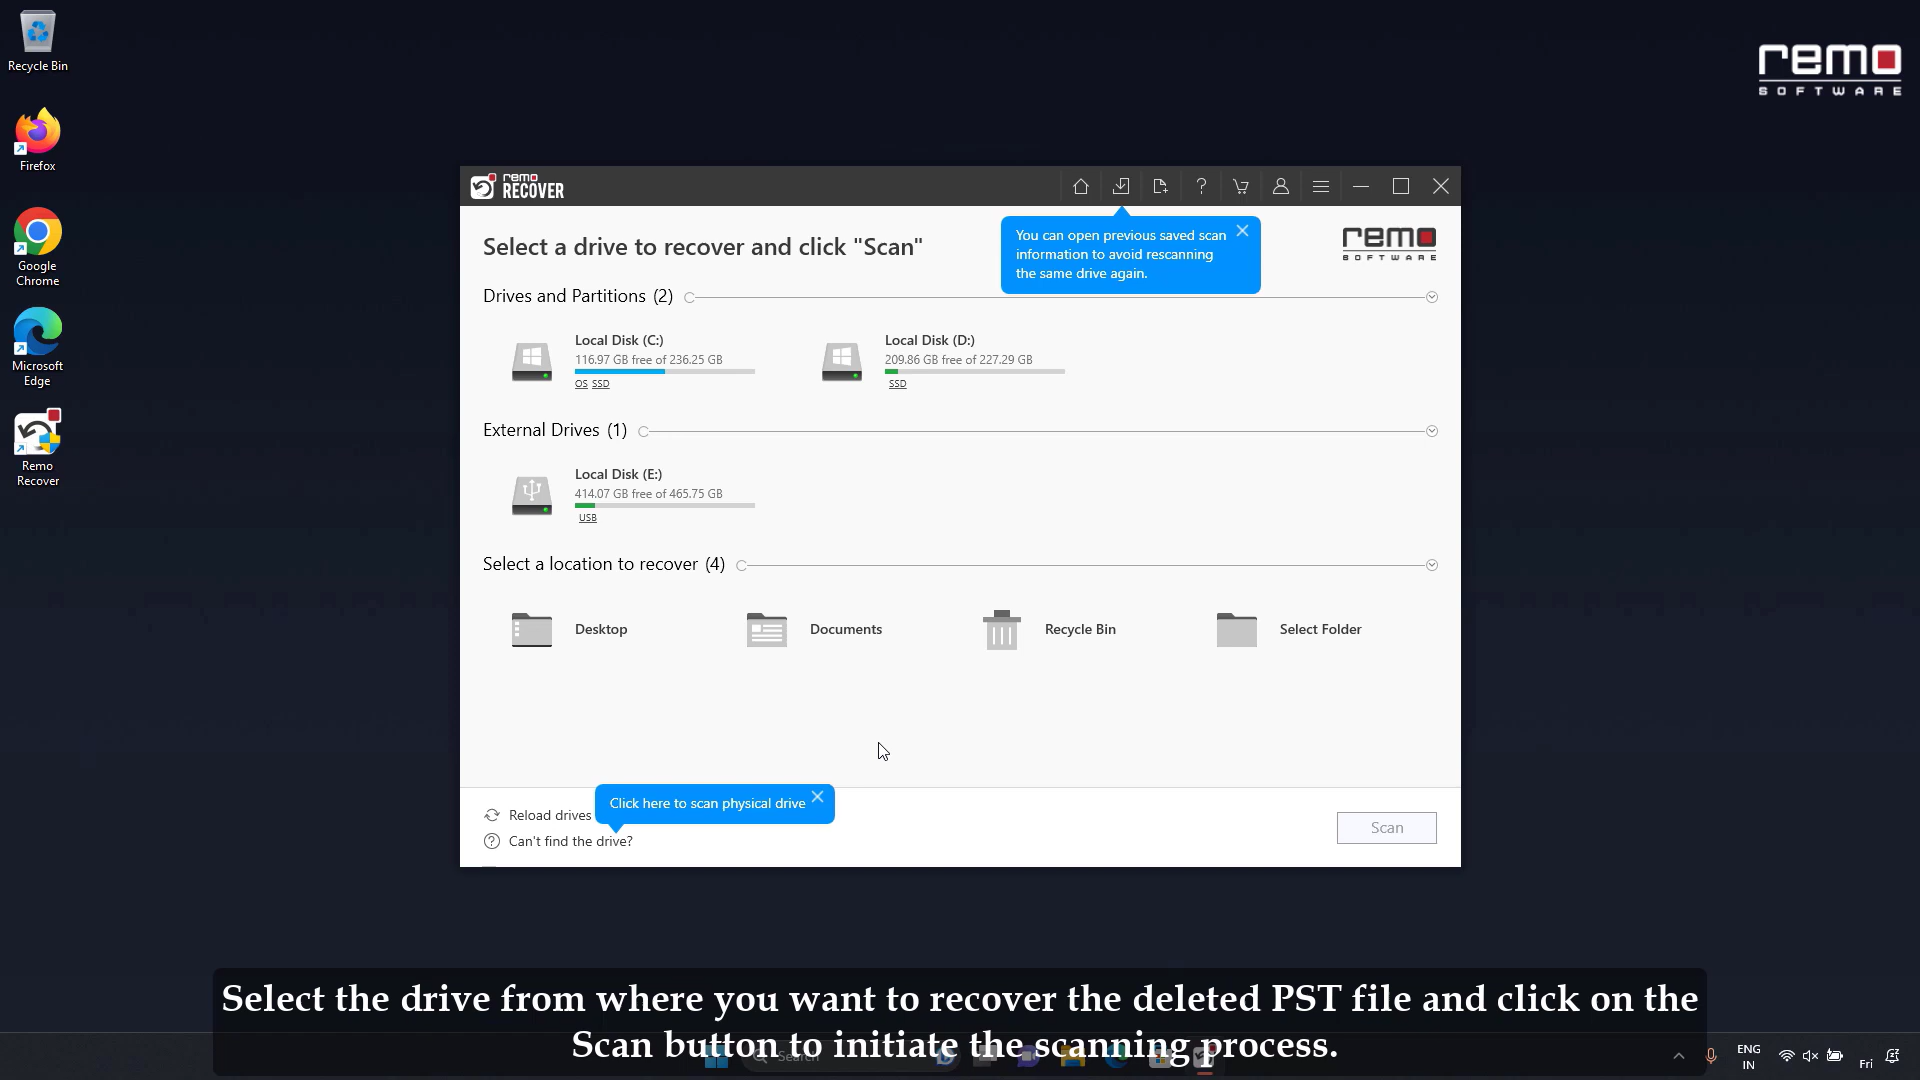 Recycle Bin
Firefox
Google
Chrome
Microsoft
Edge
Remo
Recover
remo
SOFTWARE
remo
RECOVER
Select a drive to recover and click "Scan"
You can open previous saved scan
information to avoid rescanning
the same drive again.
remo
SOFTWARE
Drives and Partitions (2)
Local Disk (C:)
116.97 GB free of 236.25 GB
OS SSD
Local Disk (D:)
209.86 GB free of 227.29 GB
SSD
External Drives (1)
Local Disk (E:)
414.07 GB free of 465.75 GB
USB
Select a location to recover (4)
Desktop
Documents
Recycle Bin
Select Folder
Click here to scan physical drive
Reload drives
Can't find the drive?
Scan
Select the drive from where you want to recover the deleted PST file and click on the
Scan button to initiate the scanning process.
Search
ENG
IN
Fri